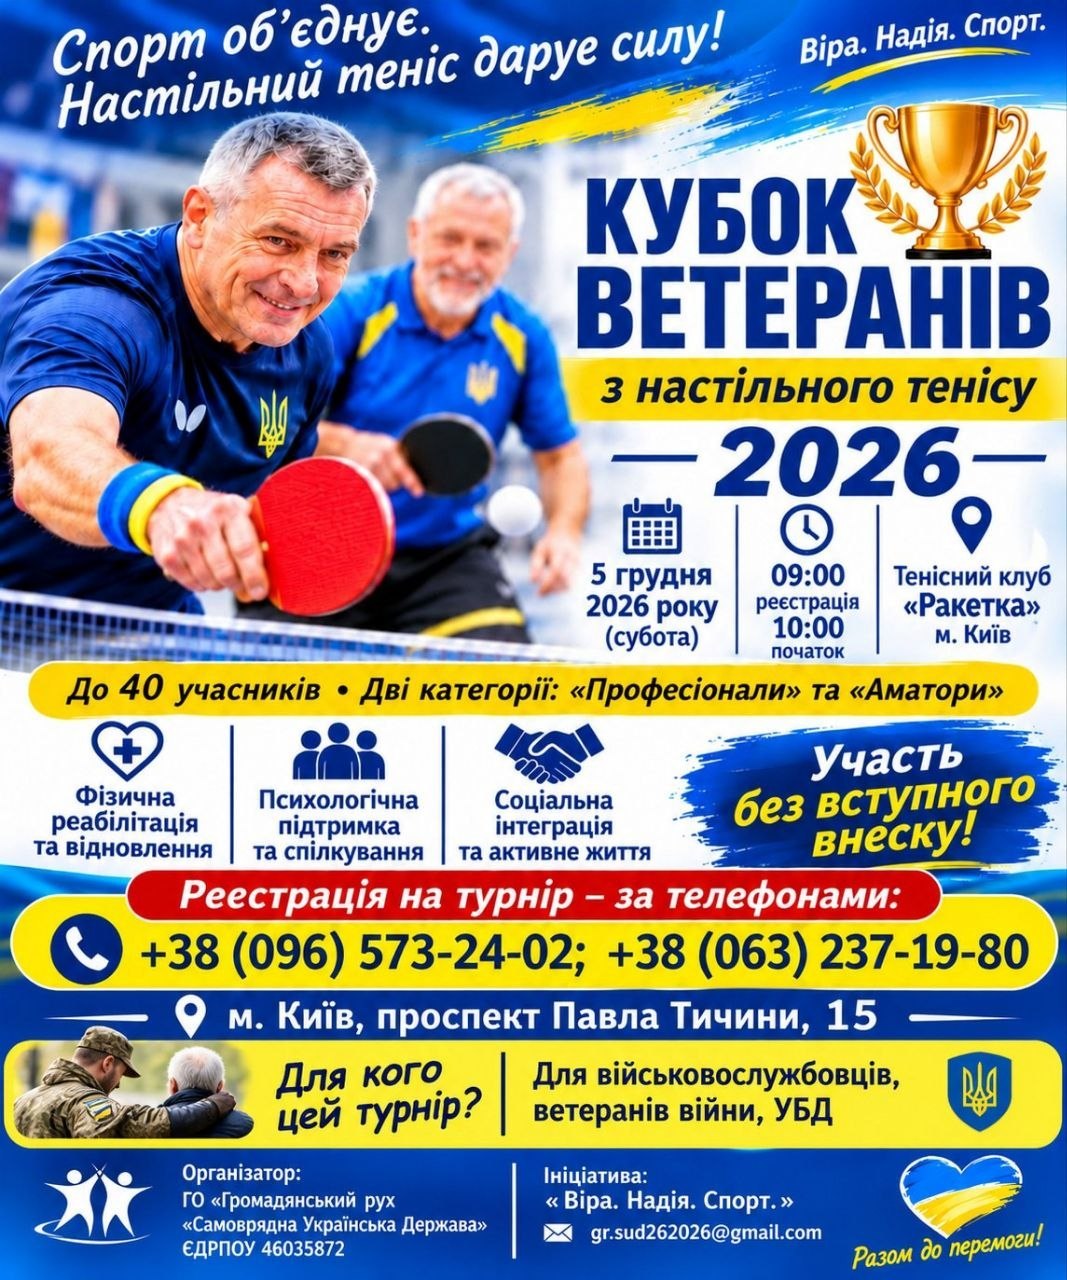 Спорт об’єднує.
Настільний теніс дарує силу!
Віра. Надія. Спорт.
КУБОК
ВЕТЕРАНІВ
з настільного тенісу
2026
5 грудня
2026 року
(субота)
09:00
реєстрація
10:00
початок
Тенісний клуб
«Ракетка»
м. Київ
До 40 учасників • Дві категорії: «Професіонали» та «Аматори»
Фізична
реабілітація
та відновлення
Психологічна
підтримка
та спілкування
Соціальна
інтеграція
та активне життя
Участь
без вступного
внеску!
Реестрація на турнір – за телефонами:
+38 (096) 573-24-02; +38 (063) 237-19-80
м. Київ, проспект Павла Тичини, 15
Для кого
цей турнір?
Для військовослужбовців,
ветеранів війни, УБД
Організатор:
ГО «Громадянський рух
«Самоврядна Українська Держава»
ЄДРПОУ 46035872
Ініціатива:
« Віра. Надія. Спорт. »
gr.sud262026@gmail.com
Разом до перемоги!